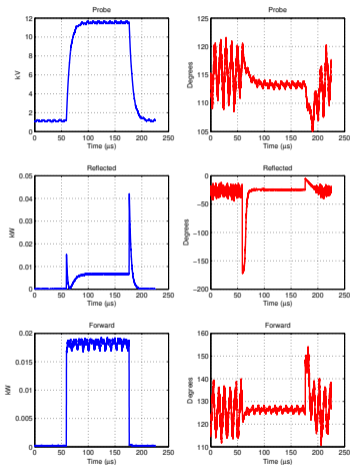 Probe
12
10
8
6
4
2
0
kV
0 50 100 150 200 250
Time (µs)
Probe
125
120
115
110
105
Degrees
0 50 100 150 200 250
Time (µs)
Reflected
0.05
0.04
0.03
0.02
0.01
0
kW
0 50 100 150 200 250
Time (µs)
Reflected
0
−50
−100
−150
−200
Degrees
0 50 100 150 200 250
Time (µs)
Forward
0.02
0.015
0.01
0.005
0
kW
0 50 100 150 200 250
Time (µs)
Forward
160
150
140
130
120
110
Degrees
0 50 100 150 200 250
Time (µs)